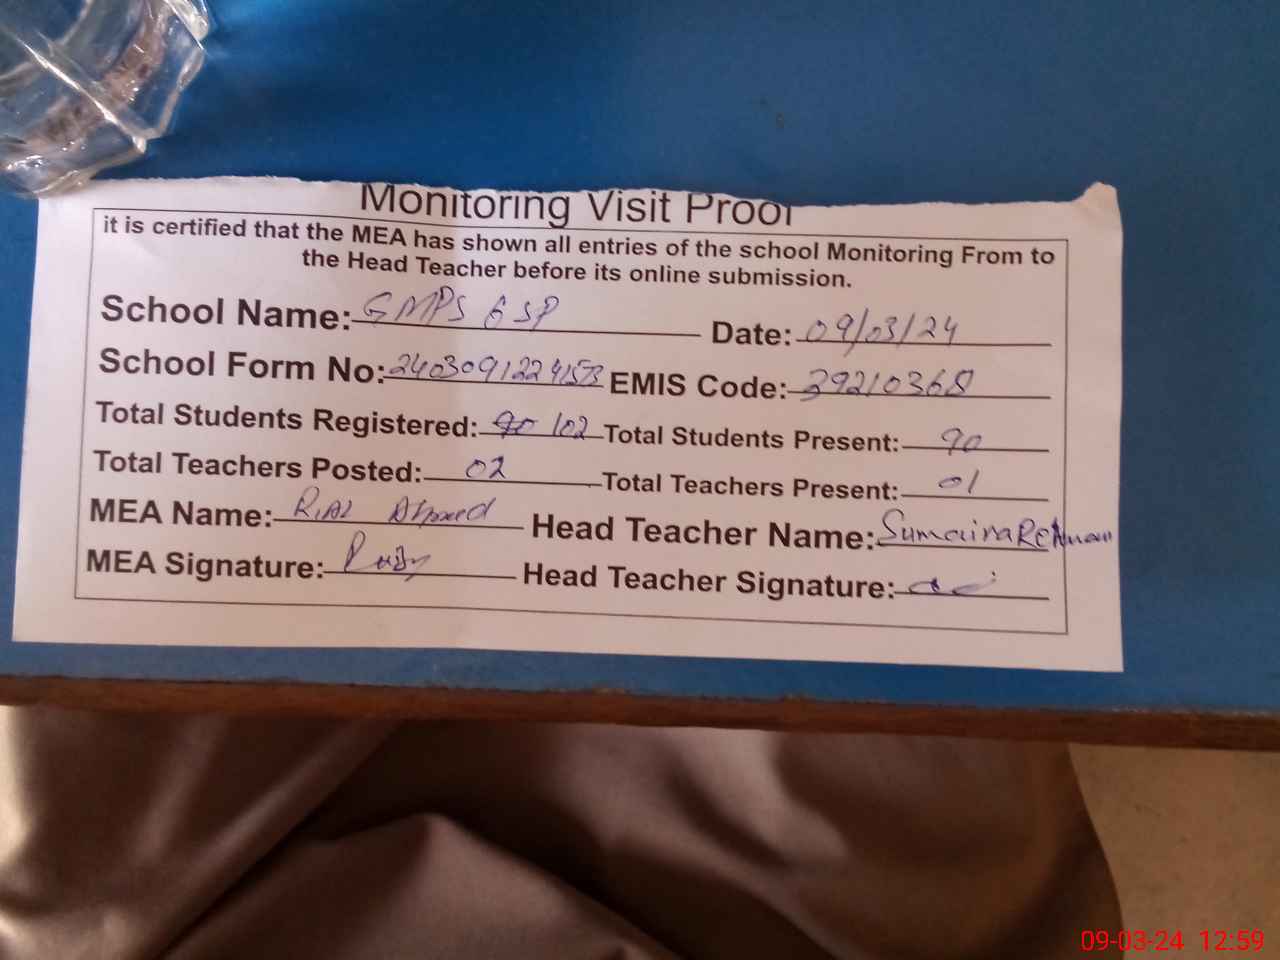 Monitoring Visit Proof
it is certified that the MEA has shown all entries of the school Monitoring From to
the Head Teacher before its online submission.
School Name: GMPS 6 SP Date: 09/03/24
School Form No: EMIS Code: 39210368
Total Students Registered: 102 Total Students Present: 90
Total Teachers Posted: 02 Total Teachers Present: 01
MEA Name: Riaz Ahmed Head Teacher Name: Sumaira Rehman
MEA Signature: Head Teacher Signature:
09-03-24 12:59